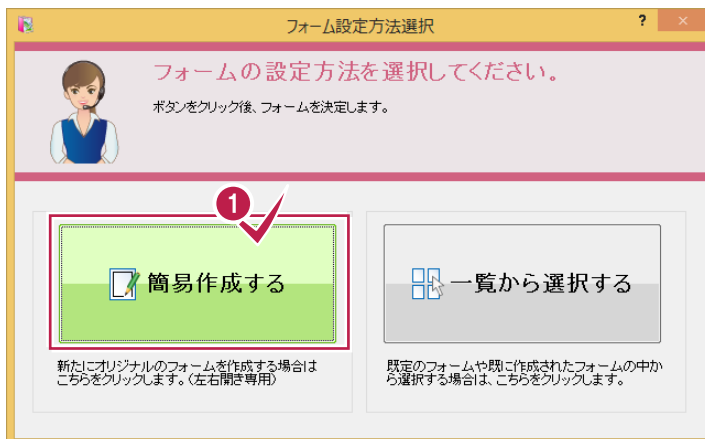 フォーム設定方法選択
?
×
フォームの設定方法を選択してください。
ボタンをクリック後、フォームを決定します。
1
簡易作成する
一覧から選択する
新たにオリジナルのフォームを作成する場合は
こちらをクリックします。(左右開き専用)
既定のフォームや既に作成されたフォームの中か
ら選択する場合は、こちらをクリックします。